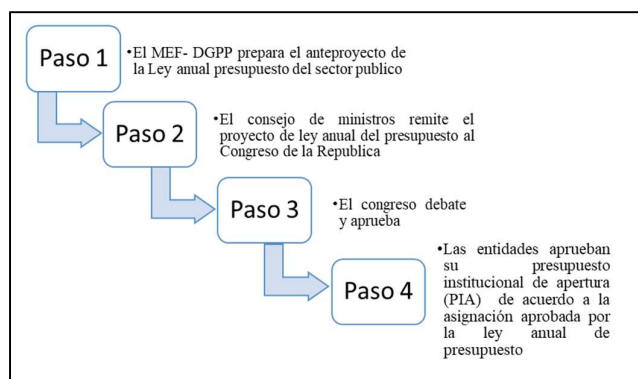 Paso 1
•El MEF- DGPP prepara el anteproyecto de
la Ley anual presupuesto del sector publico
Paso 2
•El consejo de ministros remite el
proyecto de ley anual del presupuesto al
Congreso de la Republica
Paso 3
•El congreso debate
y aprueba
Paso 4
•Las entidades aprueban
su presupuesto
institucional de apertura
(PIA) de acuerdo a la
asignación aprobada por
la ley anual de
presupuesto